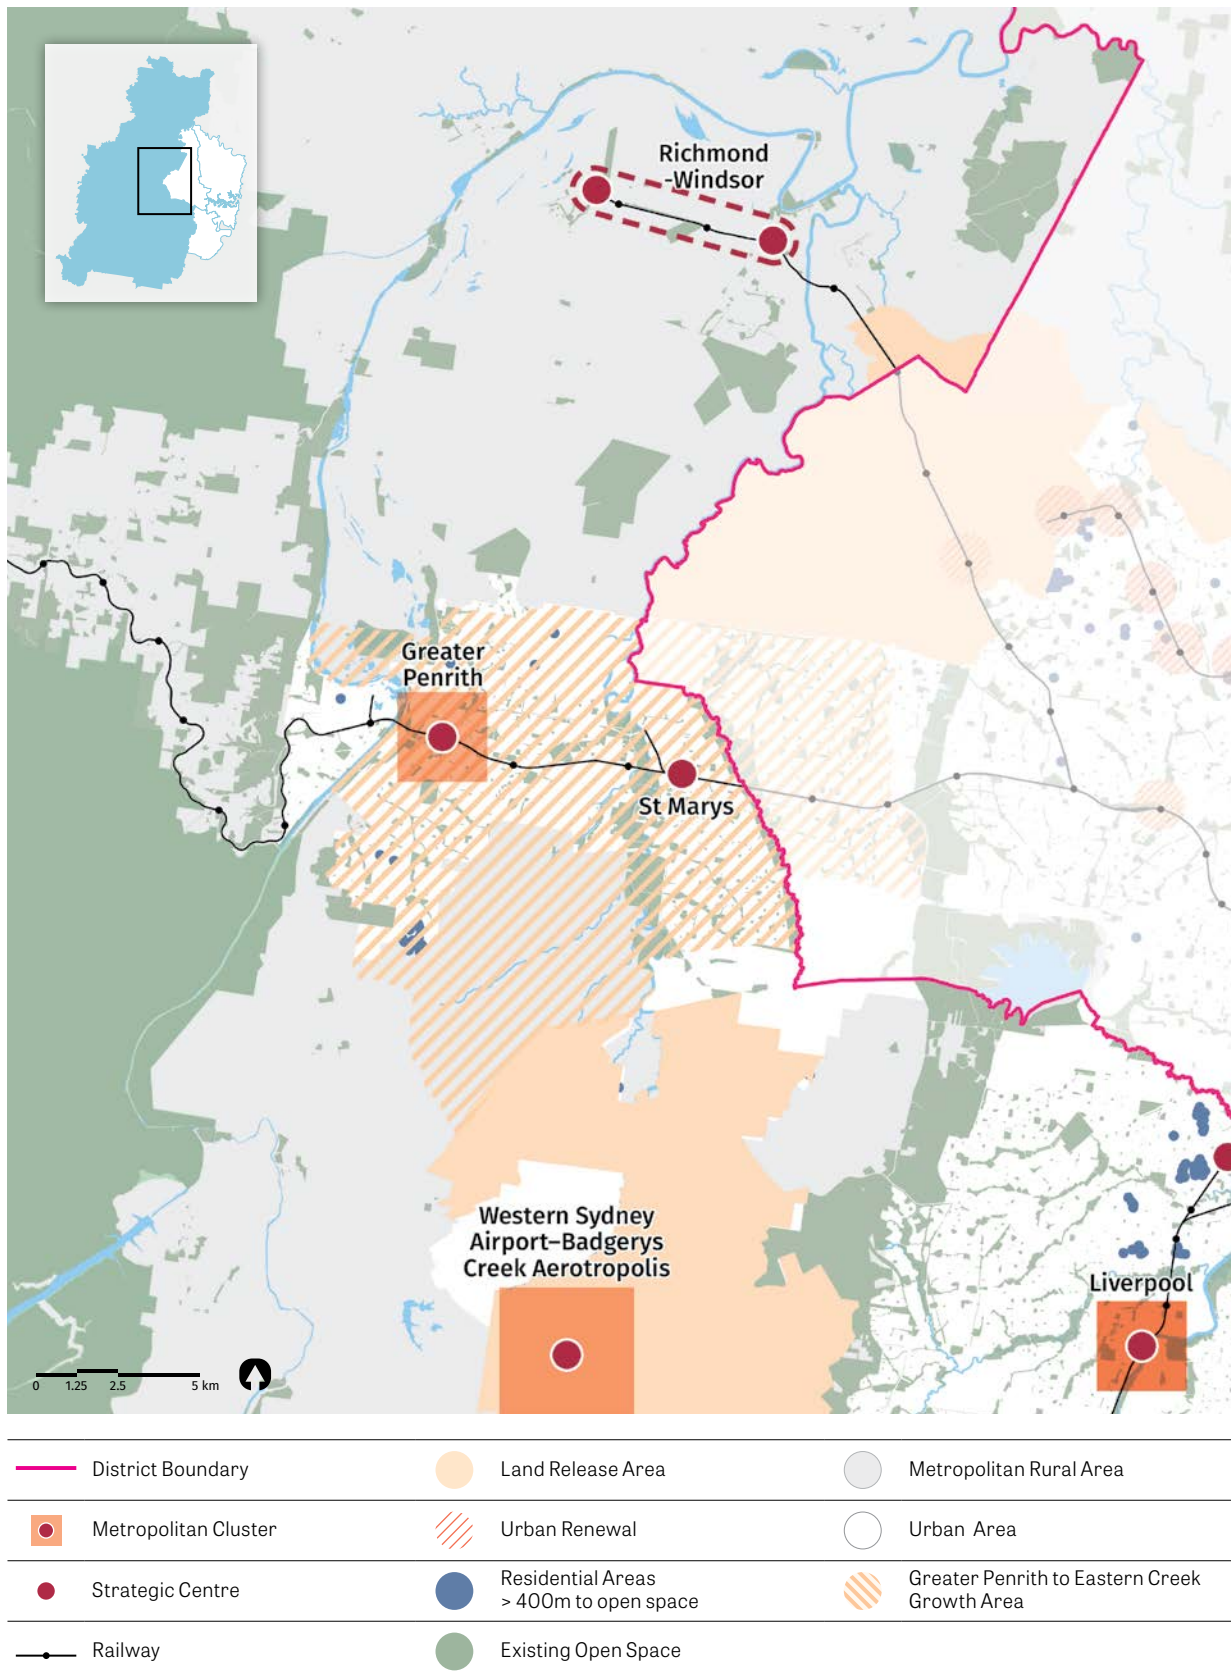 Richmond
-Windsor
Greater
Penrith
St Marys
Western Sydney
Airport–Badgerys
Creek Aerotropolis
Liverpool
0 1.25 2.5 5 km
District Boundary
Land Release Area
Metropolitan Rural Area
Metropolitan Cluster
Urban Renewal
Urban Area
Strategic Centre
Residential Areas
> 400m to open space
Greater Penrith to Eastern Creek
Growth Area
Railway
Existing Open Space